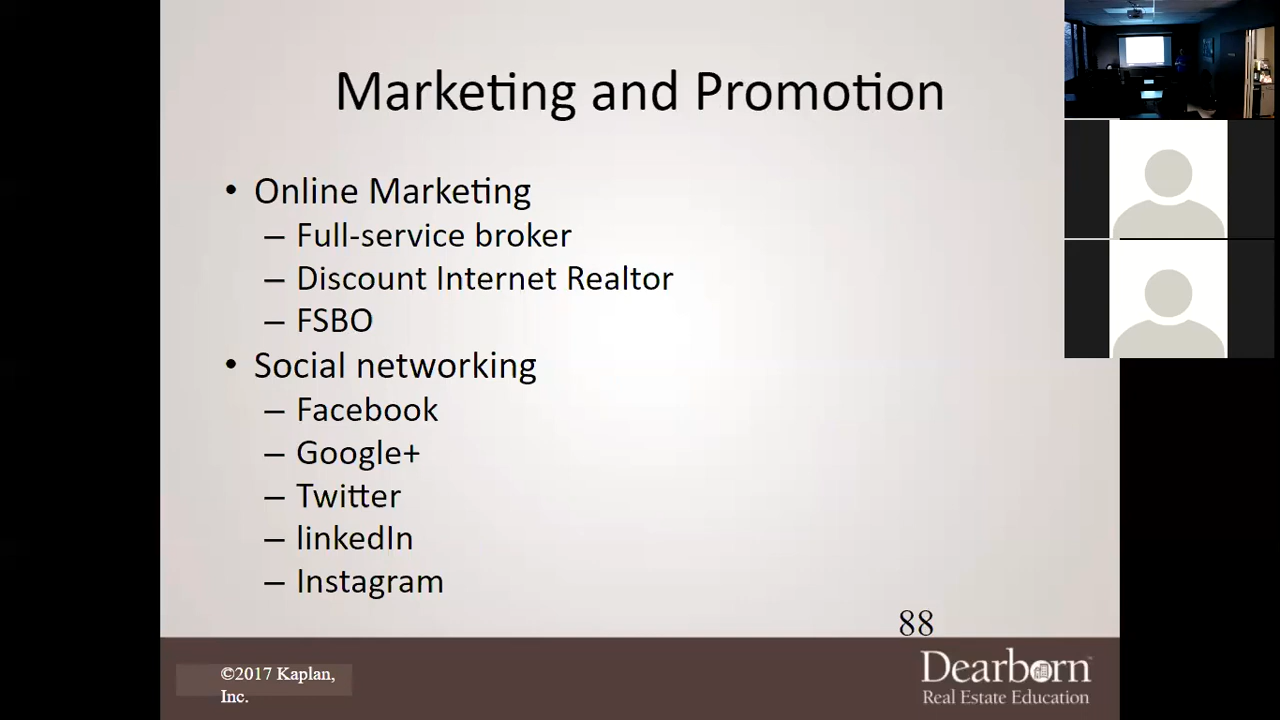 Marketing and Promotion
• Online Marketing
– Full-service broker
– Discount Internet Realtor
– FSBO
• Social networking
– Facebook
– Google+
– Twitter
– linkedIn
– Instagram
88
©2017 Kaplan,
Inc.
Dearborn
Real Estate Education